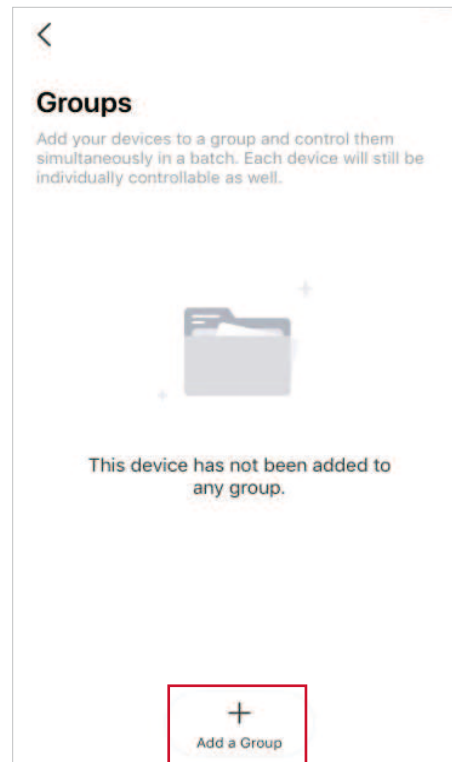 Groups
Add your devices to a group and control them
simultaneously in a batch. Each device will still be
individually controllable as well.
This device has not been added to
any group.
Add a Group